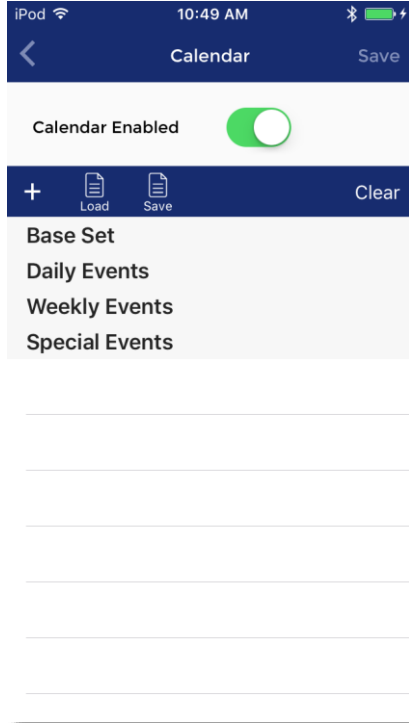 iPod 10:49 AM
Calendar Save
Calendar Enabled
+ Load Save Clear
Base Set
Daily Events
Weekly Events
Special Events